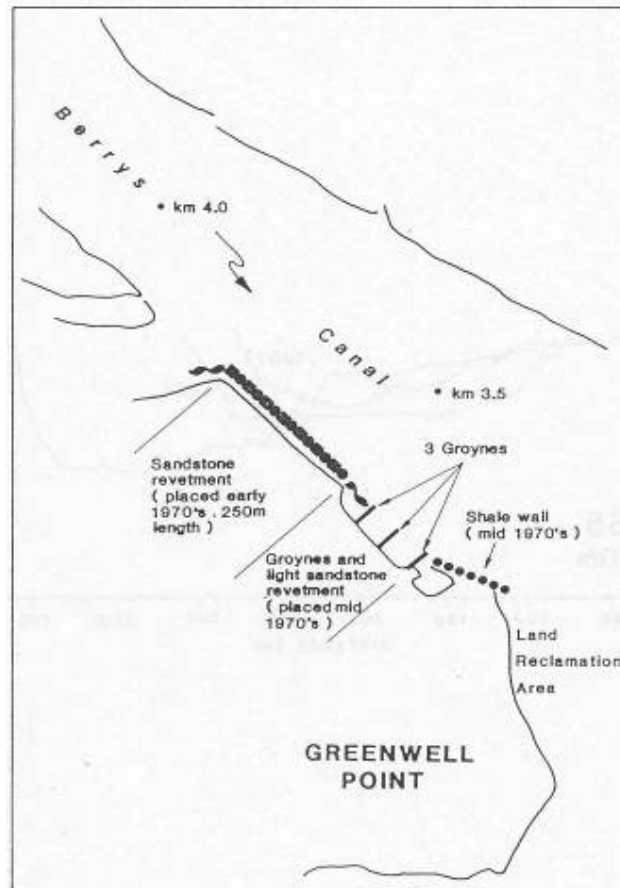 Berrys
km 4.0
Canal
km 3.5
3 Groynes
Sandstone
revetment
( placed early
1970's . 250m
length )
Shale wall
( mid 1970's )
Groynes and
light sandstone
revetment
( placed mid
1970's )
Land
Reclamation
Area
GREENWELL
POINT